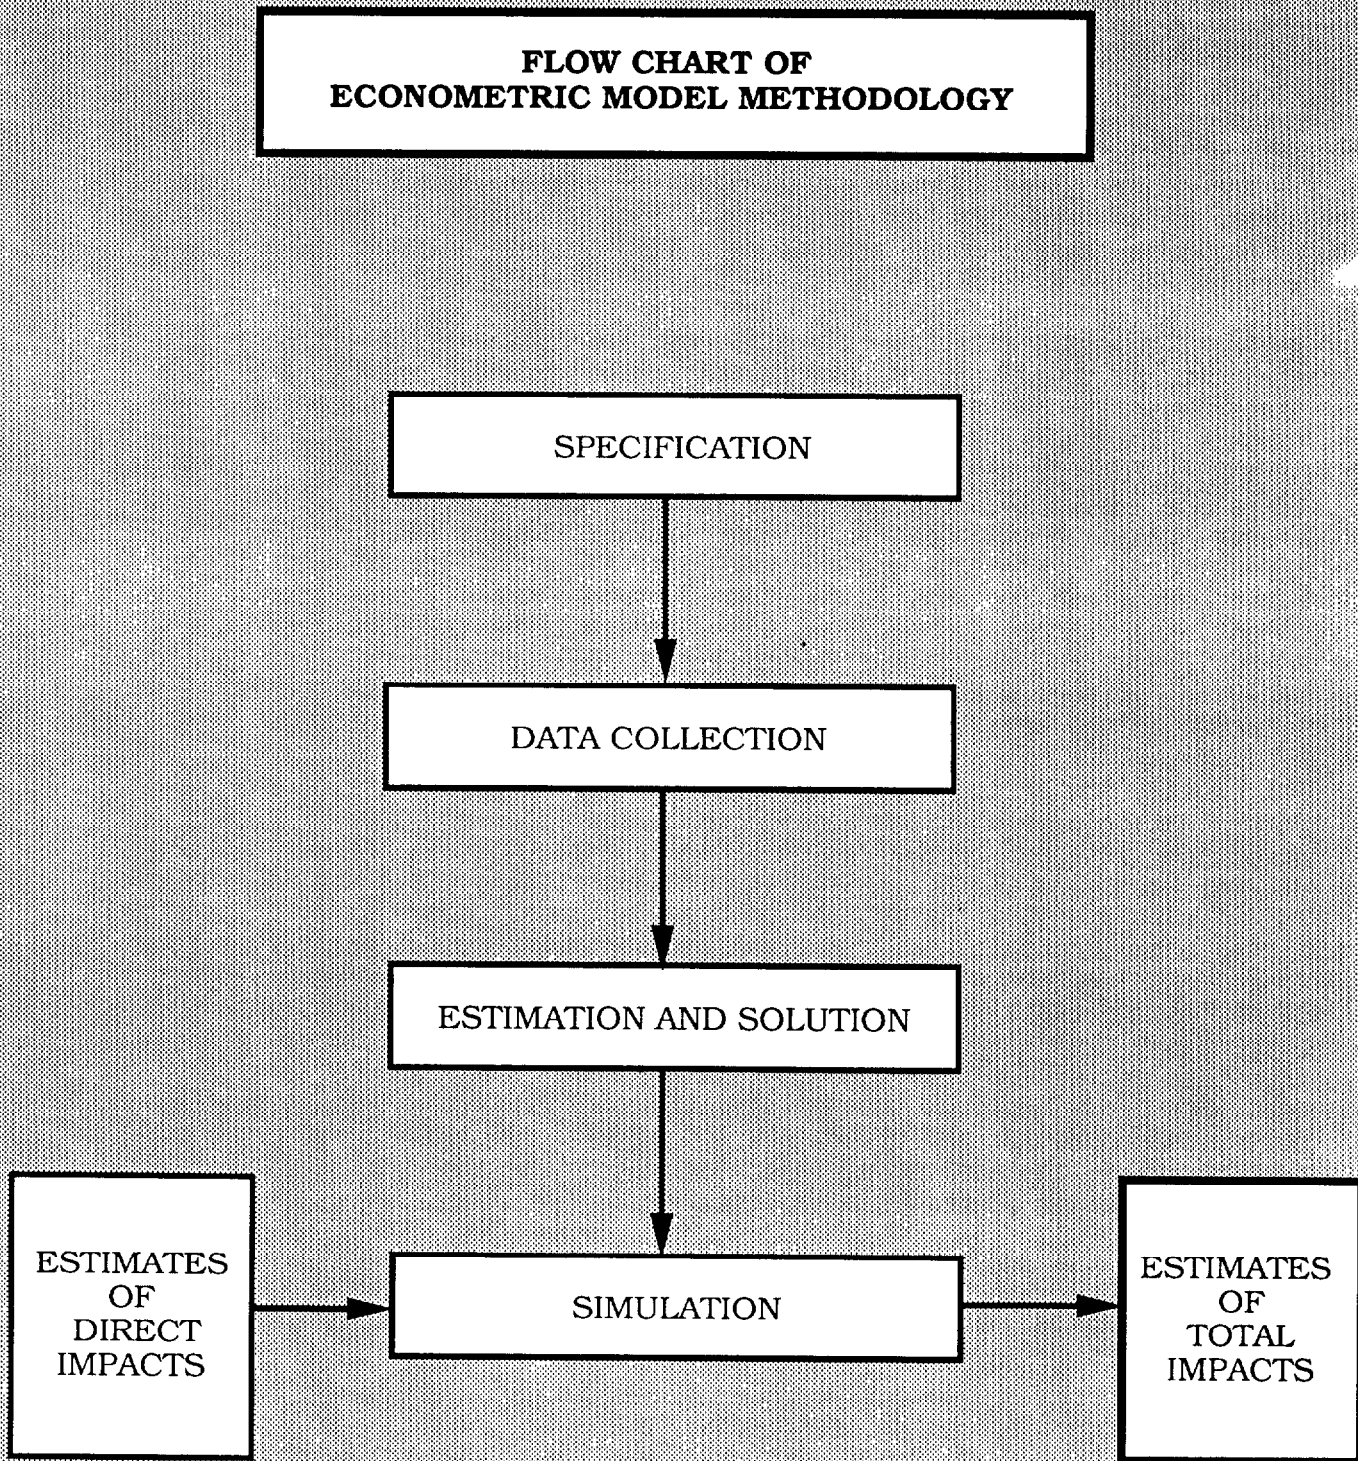 FLOW CHART OF
ECONOMETRIC MODEL METHODOLOGY
SPECIFICATION
DATA COLLECTION
ESTIMATION AND SOLUTION
ESTIMATES
OF
DIRECT
IMPACTS
SIMULATION
ESTIMATES
OF
TOTAL
IMPACTS